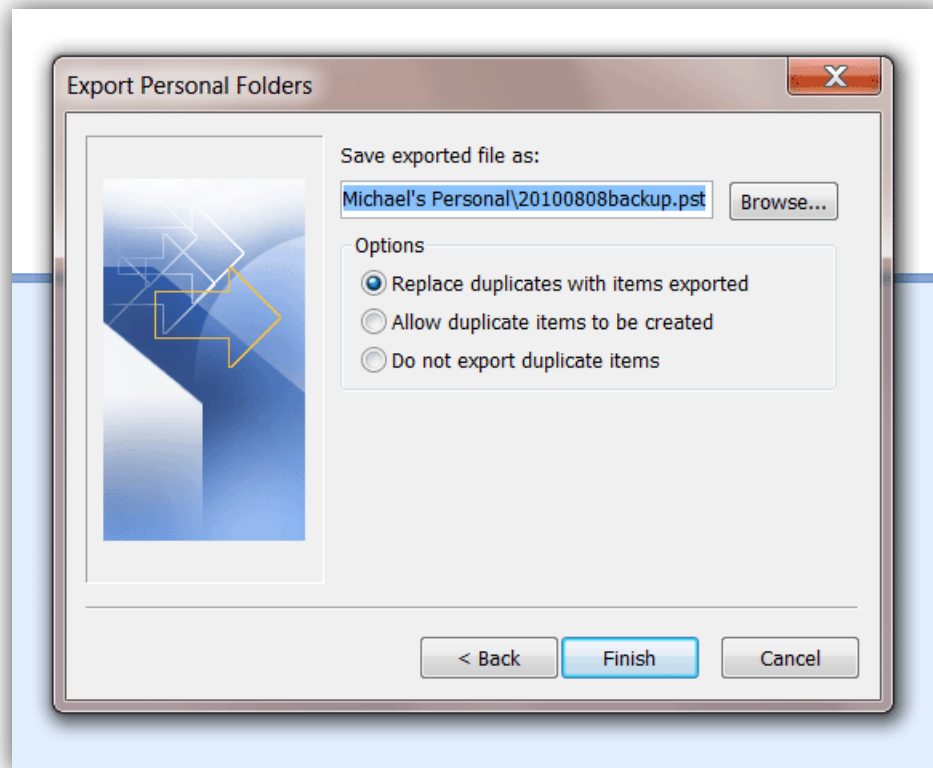 Export Personal Folders
X
Save exported file as:
Michael's Personal\20100808backup.pst
Browse...
Options
Replace duplicates with items exported
Allow duplicate items to be created
Do not export duplicate items
< Back
Finish
Cancel